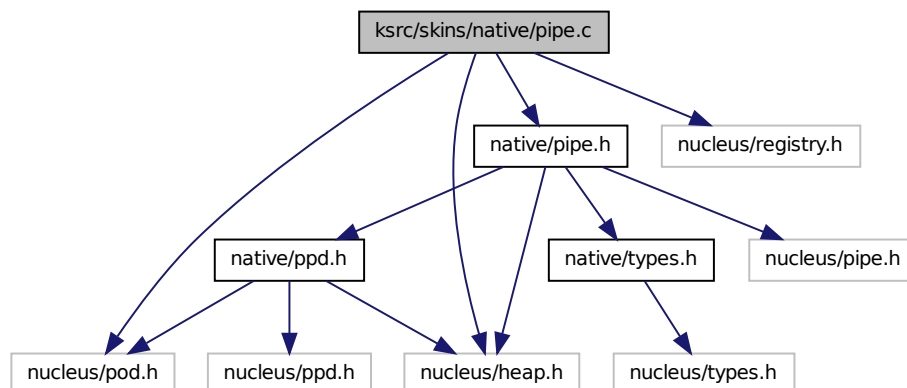 ksrc/skins/native/pipe.c
native/pipe.h
nucleus/registry.h
native/ppd.h
native/types.h
nucleus/pipe.h
nucleus/pod.h
nucleus/ppd.h
nucleus/heap.h
nucleus/types.h